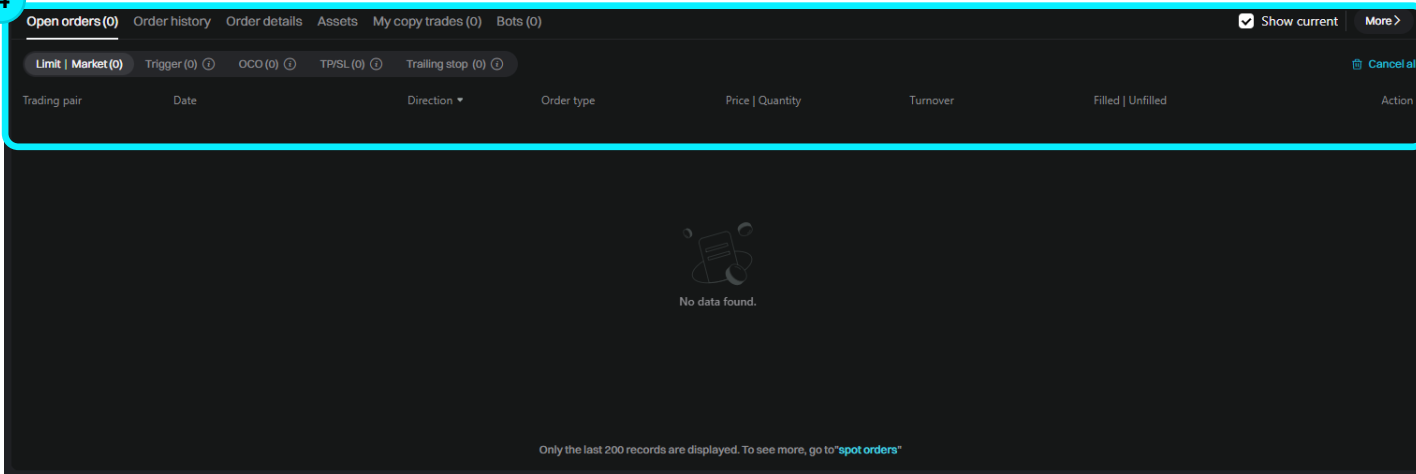 4
Open orders (0) Order history Order details Assets My copy trades (0) Bots (0) Show current More >
Limit | Market (0) Trigger (0) OCO (0) TP/SL (0) Trailing stop (0) Cancel al
Trading pair Date Direction Order type Price | Quantity Turnover Filled | Unfilled Action
No data found.
Only the last 200 records are displayed. To see more, go to"spot orders"